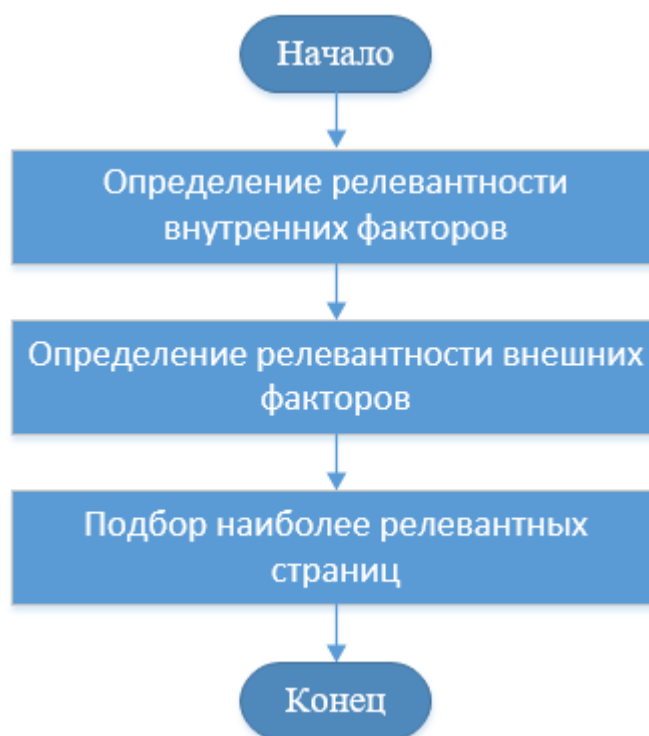 Начало
Определение релевантности
внутренних факторов
Определение релевантности внешних
факторов
Подбор наиболее релевантных
страниц
Конец